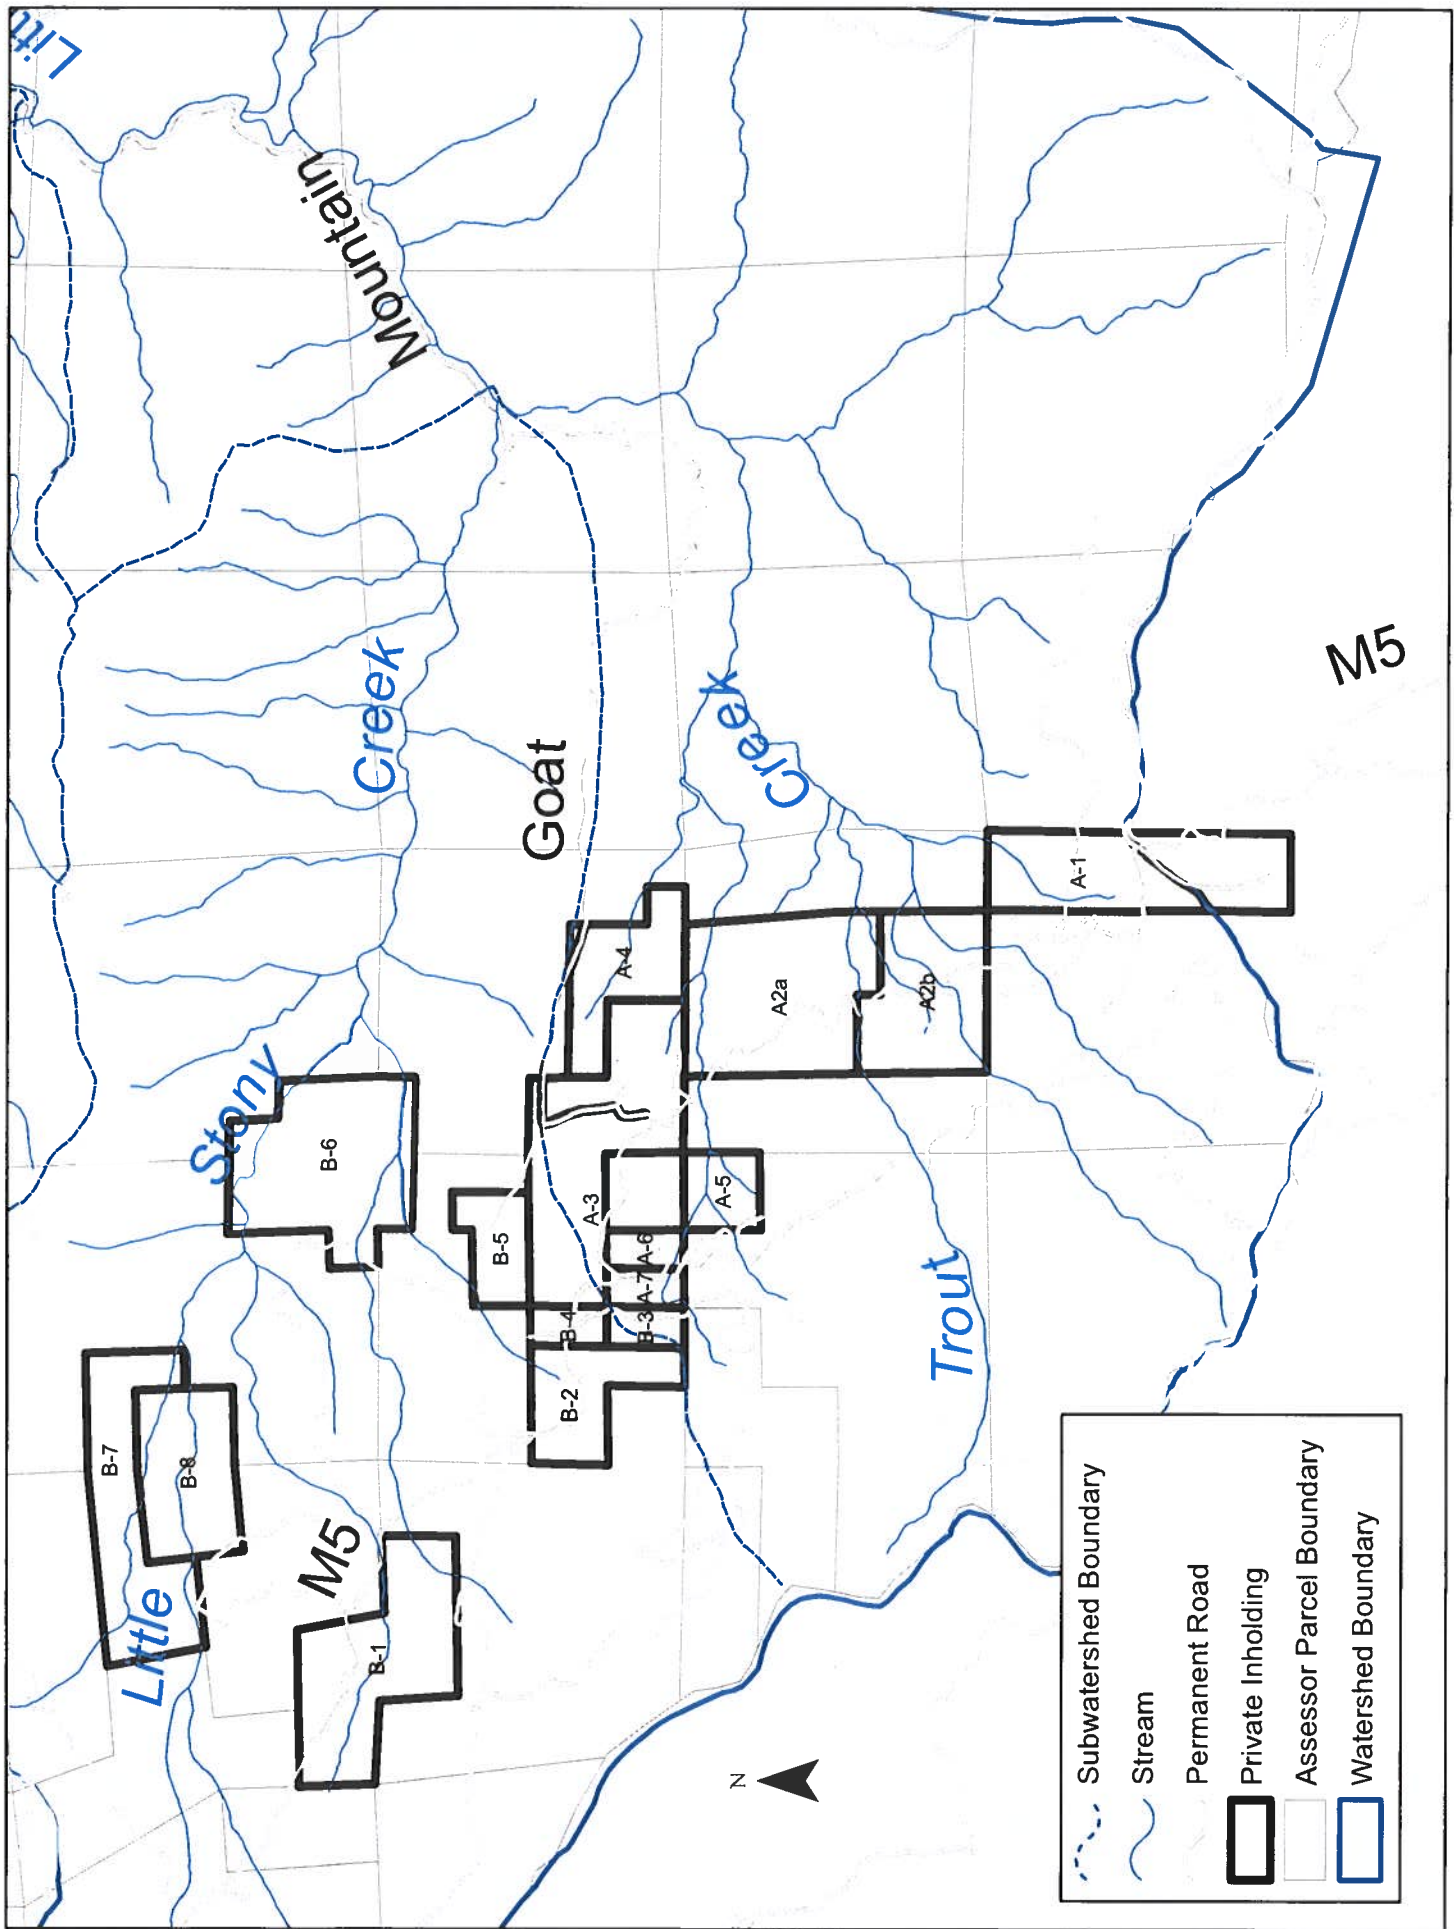 Litt
Mountain
Creek
Goat
Creek
M5
Stony
A-1
A-4
A2a
A2b
B-6
B-5
A-3
A-5
A-6
A-7
B-4
B-3
B-2
Trout
B-7
B-8
M5
Little
B-1
N
Subwatershed Boundary
Stream
Permanent Road
Private Inholding
Assessor Parcel Boundary
Watershed Boundary